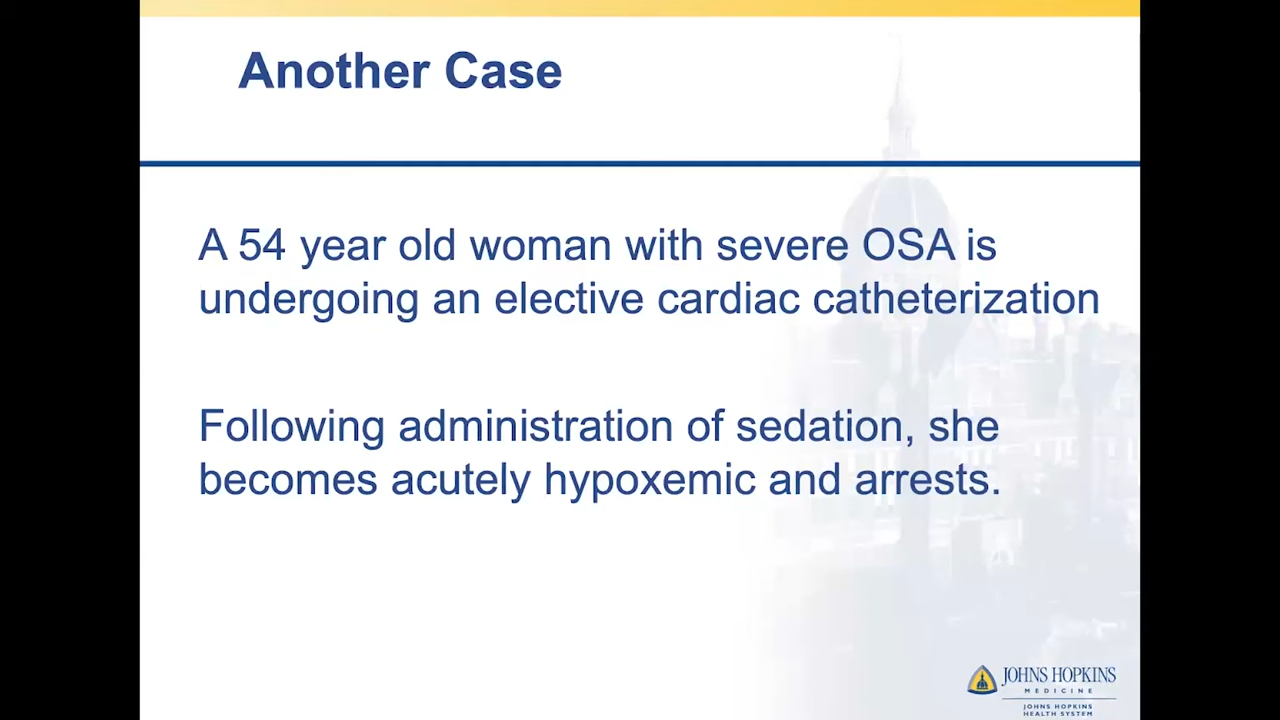 Another Case
A 54 year old woman with severe OSA is
undergoing an elective cardiac catheterization
Following administration of sedation, she
becomes acutely hypoxemic and arrests.
JOHNS HOPKINS
MEDICINE
JOHNS HOPKINS
HEALTH SYSTEM